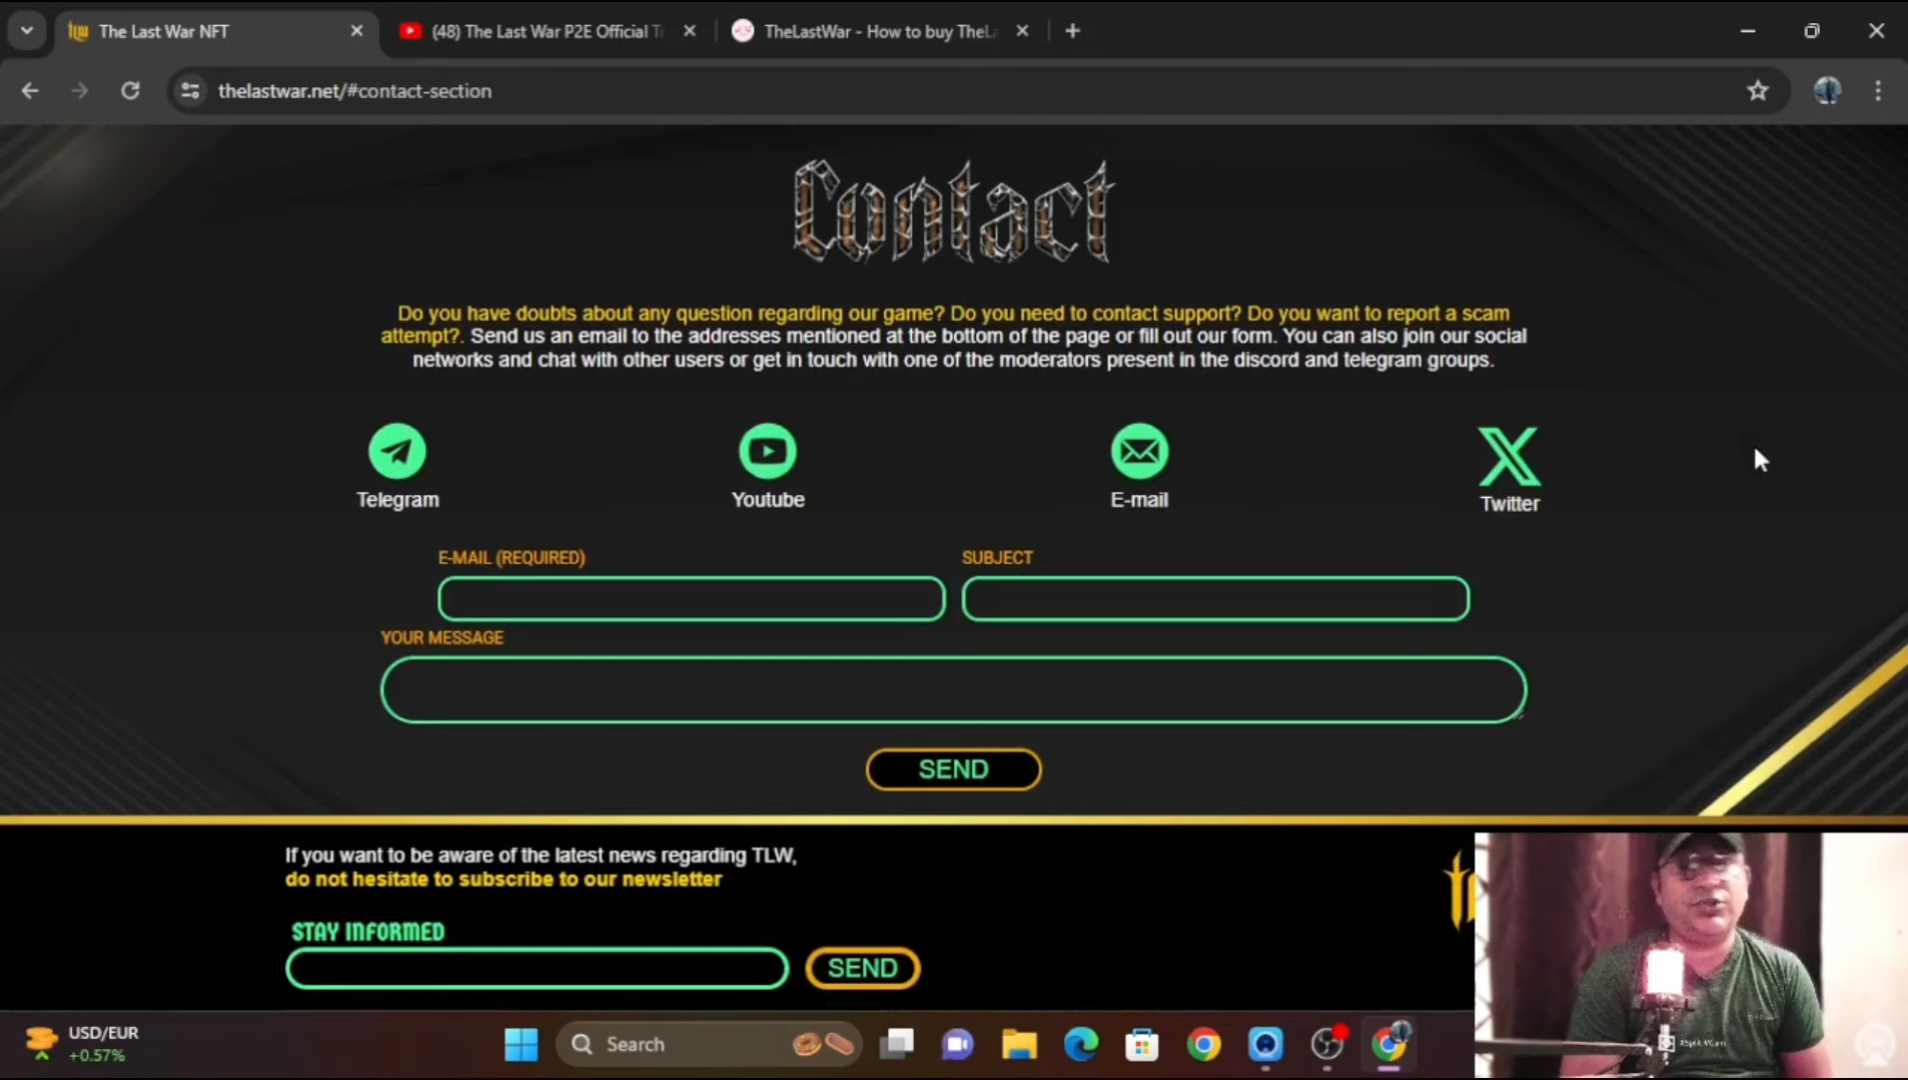 The Last War NFT
(48) The Last War P2E Official Tr
TheLastWar - How to buy TheLa
thelastwar.net/#contact-section
Contact
Do you have doubts about any question regarding our game? Do you need to contact support? Do you want to report a scam
attempt?. Send us an email to the addresses mentioned at the bottom of the page or fill out our form. You can also join our social
networks and chat with other users or get in touch with one of the moderators present in the discord and telegram groups.
Telegram
Youtube
E-mail
Twitter
E-MAIL (REQUIRED)
SUBJECT
YOUR MESSAGE
SEND
If you want to be aware of the latest news regarding TLW,
do not hesitate to subscribe to our newsletter
STAY INFORMED
SEND
USD/EUR
+0.57%
Search
XSplit VCam